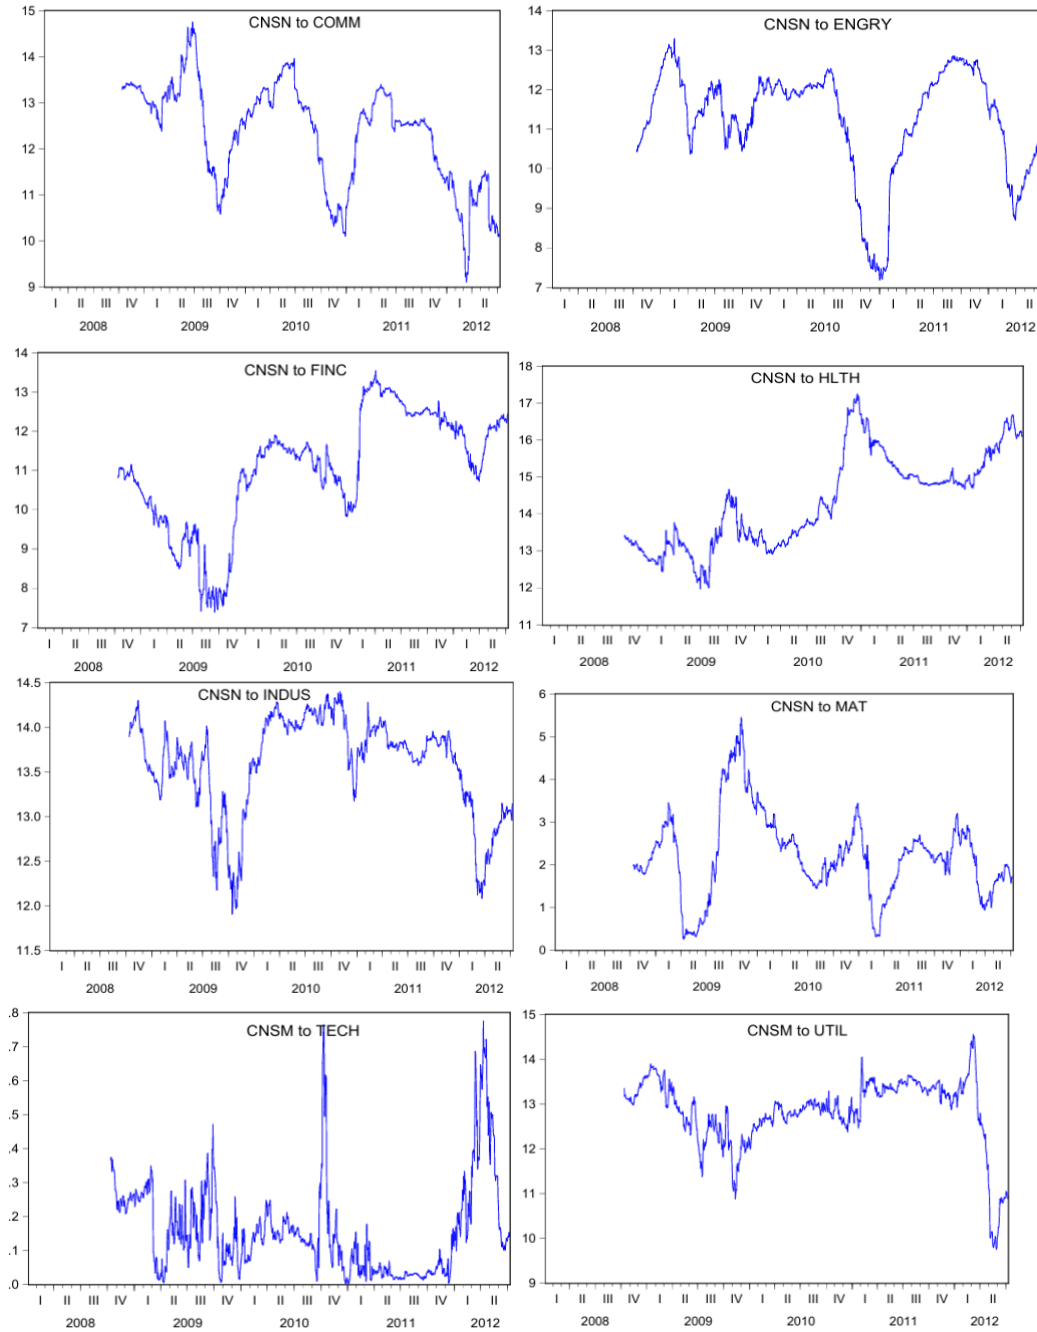 CNSN to COMM
15
14
13
12
11
10
9
I II III IV I II III IV I II III IV I II III IV I II
2008 2009 2010 2011 2012
CNSN to ENGRY
14
13
12
11
10
9
8
7
I II III IV I II III IV I II III IV I II III IV I II
2008 2009 2010 2011 2012
CNSN to FINC
14
13
12
11
10
9
8
7
I II III IV I II III IV I II III IV I II III IV I II
2008 2009 2010 2011 2012
CNSN to HLTH
18
17
16
15
14
13
12
11
I II III IV I II III IV I II III IV I II III IV I II
2008 2009 2010 2011 2012
CNSN to INDUS
14.5
14.0
13.5
13.0
12.5
12.0
11.5
I II III IV I II III IV I II III IV I II III IV I II
2008 2009 2010 2011 2012
CNSN to MAT
6
5
4
3
2
1
0
I II III IV I II III IV I II III IV I II III IV I II
2008 2009 2010 2011 2012
CNSM to TECH
.8
.7
.6
.5
.4
.3
.2
.1
.0
I II III IV I II III IV I II III IV I II III IV I II
2008 2009 2010 2011 2012
CNSM to UTIL
15
14
13
12
11
10
9
I II III IV I II III IV I II III IV I II III IV I II
2008 2009 2010 2011 2012